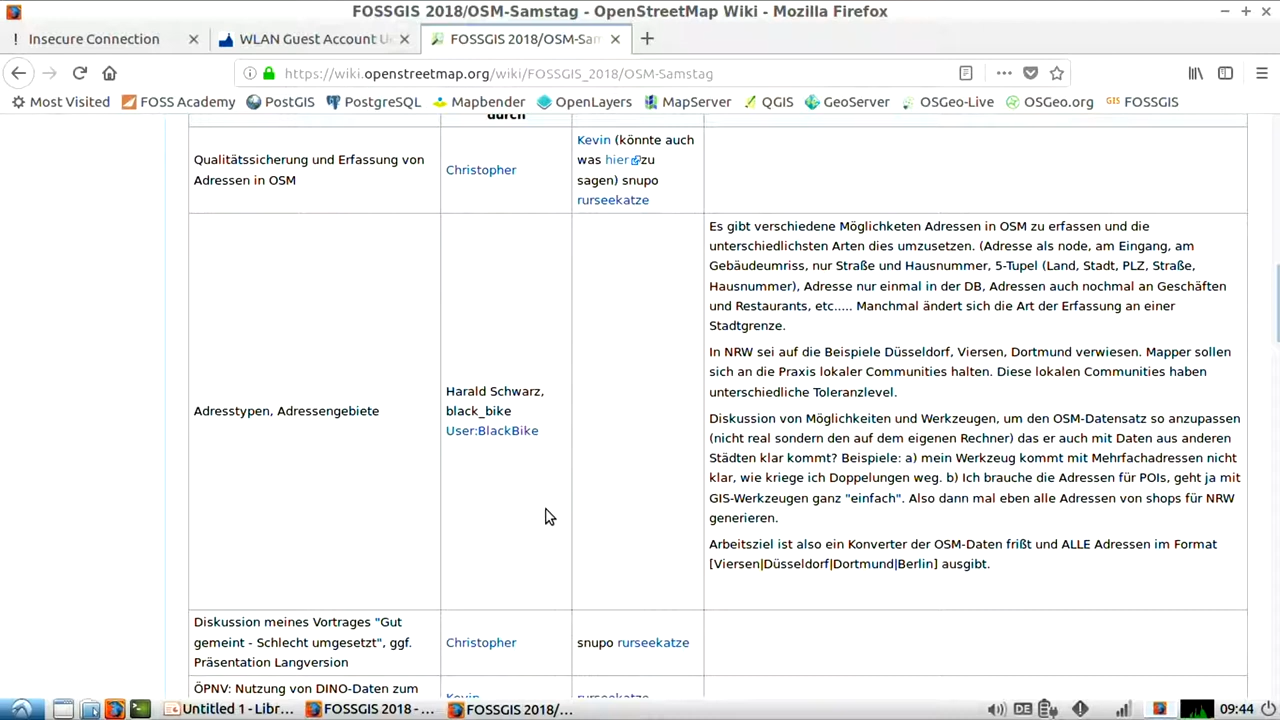 FOSSGIS 2018/OSM-Samstag - OpenStreetMap Wiki - Mozilla Firefox
Insecure Connection
WLAN Guest Account
FOSSGIS 2018/OSM-Sam
https://wiki.openstreetmap.org/wiki/FOSSGIS_2018/OSM-Samstag
Most Visited FOSS Academy PostGIS PostgreSQL Mapbender OpenLayers MapServer QGIS GeoServer OSGeo-Live OSGeo.org GIS FOSSGIS
durch
Qualitätssicherung und Erfassung von
Adressen in OSM
Christopher
Kevin (könnte auch
was hier zu
sagen) snupo
rurseekatze
Adresstypen, Adressengebiete
Harald Schwarz,
black_bike
User:BlackBike
Es gibt verschiedene Möglichketen Adressen in OSM zu erfassen und die
unterschiedlichsten Arten dies umzusetzen. (Adresse als node, am Eingang, am
Gebäudeumriss, nur Straße und Hausnummer, 5-Tupel (Land, Stadt, PLZ, Straße,
Hausnummer), Adresse nur einmal in der DB, Adressen auch nochmal an Geschäften
und Restaurants, etc..... Manchmal ändert sich die Art der Erfassung an einer
Stadtgrenze.
In NRW sei auf die Beispiele Düsseldorf, Viersen, Dortmund verwiesen. Mapper sollen
sich an die Praxis lokaler Communities halten. Diese lokalen Communities haben
unterschiedliche Toleranzlevel.
Diskussion von Möglichkeiten und Werkzeugen, um den OSM-Datensatz so anzupassen
(nicht real sondern den auf dem eigenen Rechner) das er auch mit Daten aus anderen
Städten klar kommt? Beispiele: a) mein Werkzeug kommt mit Mehrfachadressen nicht
klar, wie kriege ich Doppelungen weg. b) Ich brauche die Adressen für POIs, geht ja mit
GIS-Werkzeugen ganz "einfach". Also dann mal eben alle Adressen von shops für NRW
generieren.
Arbeitsziel ist also ein Konverter der OSM-Daten frißt und ALLE Adressen im Format
[Viersen|Düsseldorf|Dortmund|Berlin] ausgibt.
Diskussion meines Vortrages "Gut
gemeint - Schlecht umgesetzt", ggf.
Präsentation Langversion
Christopher
snupo rurseekatze
ÖPNV: Nutzung von DINO-Daten zum
Kevin
rurseekatze
Untitled 1 - Libr... FOSSGIS 2018 - ... FOSSGIS 2018/... DE 09:44